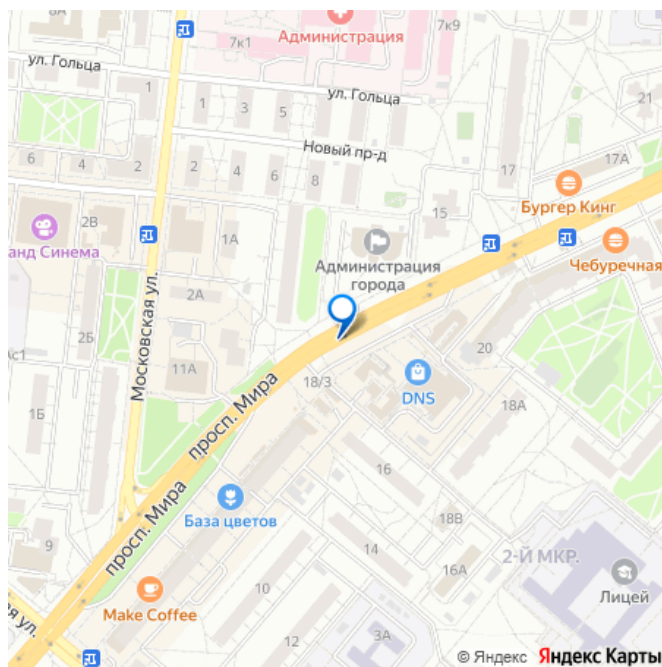 8А
7к1
Администрация
7к9
ул. Гольца
ул. Гольца
21
1
1
3
5
Новый пр-д
17А
17
6
4
2
2
4
6
8
Бургер Кинг
15
2В
1А
анд Синема
Администрация
города
Чебуречная
2А
Московская ул.
2Б
ос1
11А
20
18/3
DNS
просп. Мира
18А
1Б
16
просп. Мира
База цветов
18В
9
14
2-Й МКР.
16А
10
Лицей
Make Coffee
ая ул.
12
3А
© Яндекс Яндекс Карты